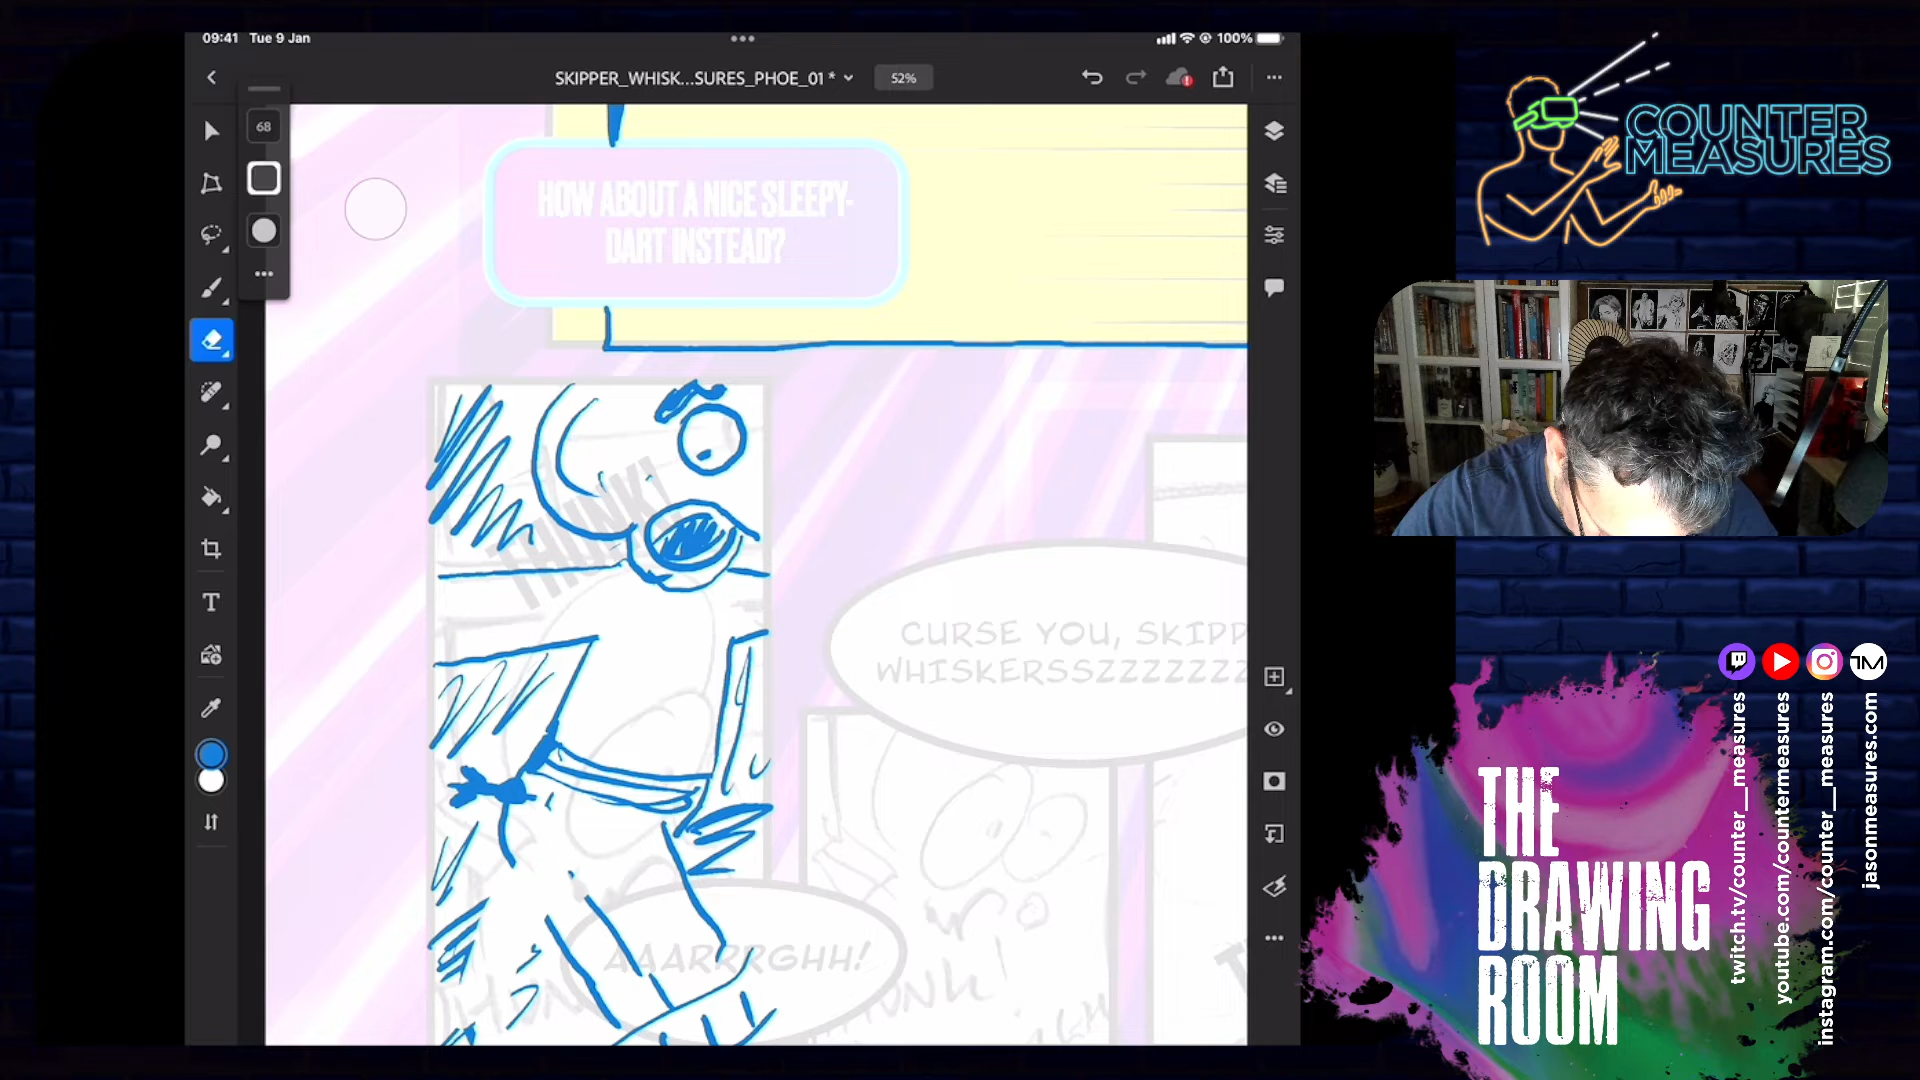 09:41 Tue 9 Jan
100%
SKIPPER_WHISK...SURES_PHOE_01 *
52%
68
HOW ABOUT A NICE SLEEPY-
DART INSTEAD?
THUNK!
CURSE YOU, SKIPP
WHISKERSSZZZZZZZ
AAARRRGHH!
T
COUNTER
MEASURES
THE
DRAWING
ROOM
twitch.tv/counter__measures
youtube.com/countermeasures
instagram.com/counter__measures
jasonmeasures.com